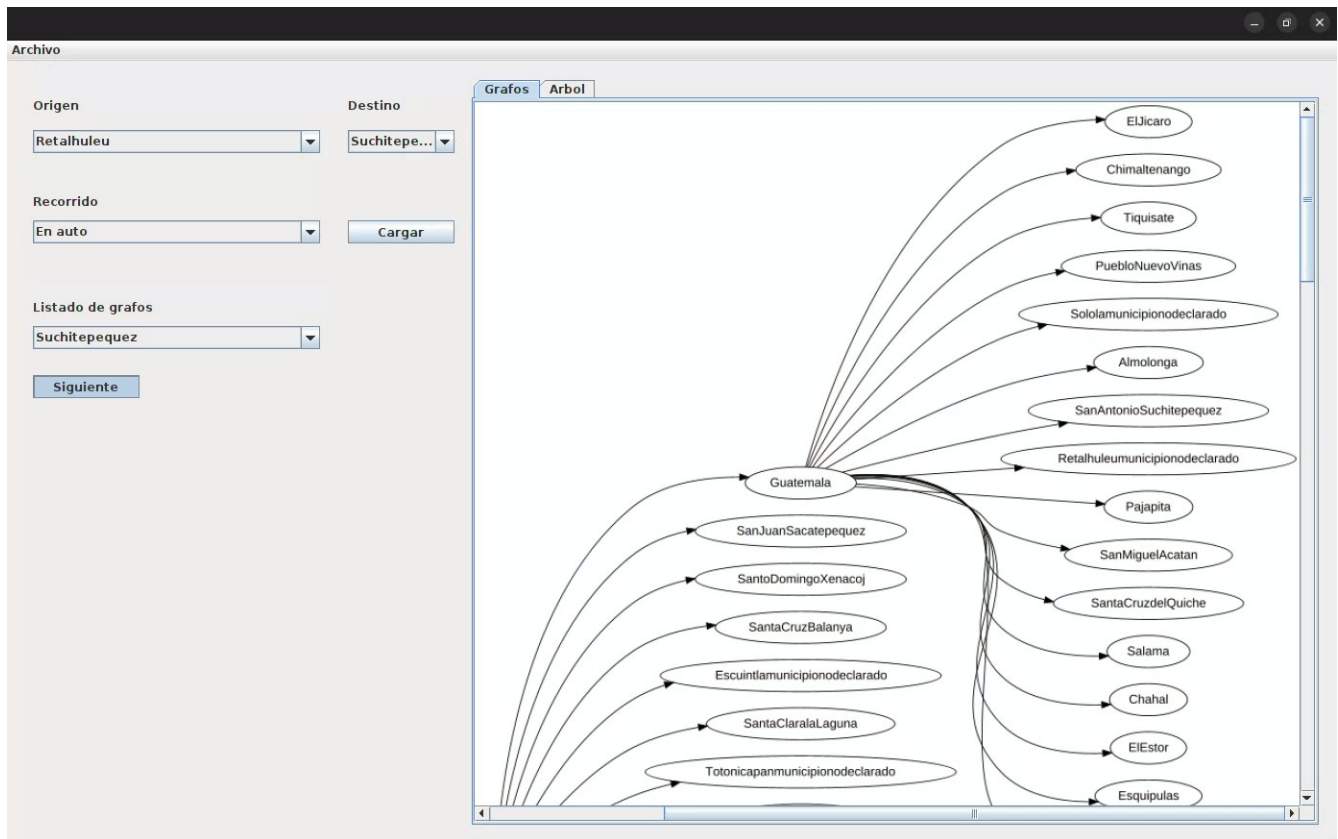 Archivo
Grafos Arbol
Origen Destino
Retalhuleu Suchitepe...
Recorrido
En auto Cargar
Listado de grafos
Suchitepequez
Siguiente
ElJicaro
Chimaltenango
Tiquisate
PuebloNuevoVinas
Sololamunicipionodeclarado
Almolonga
SanAntonioSuchitepequez
Retalhuleumunicipionodeclarado
Guatemala
Pajapita
SanJuanSacatepequez
SanMiguelAcatan
SantoDomingoXenacoj
SantaCruzdelQuiche
SantaCruzBalanya
Salama
Escuintlamunicipionodeclarado
Chahal
SantaClaralaLaguna
ElEstor
Totonicapanmunicipionodeclarado
Esquipulas